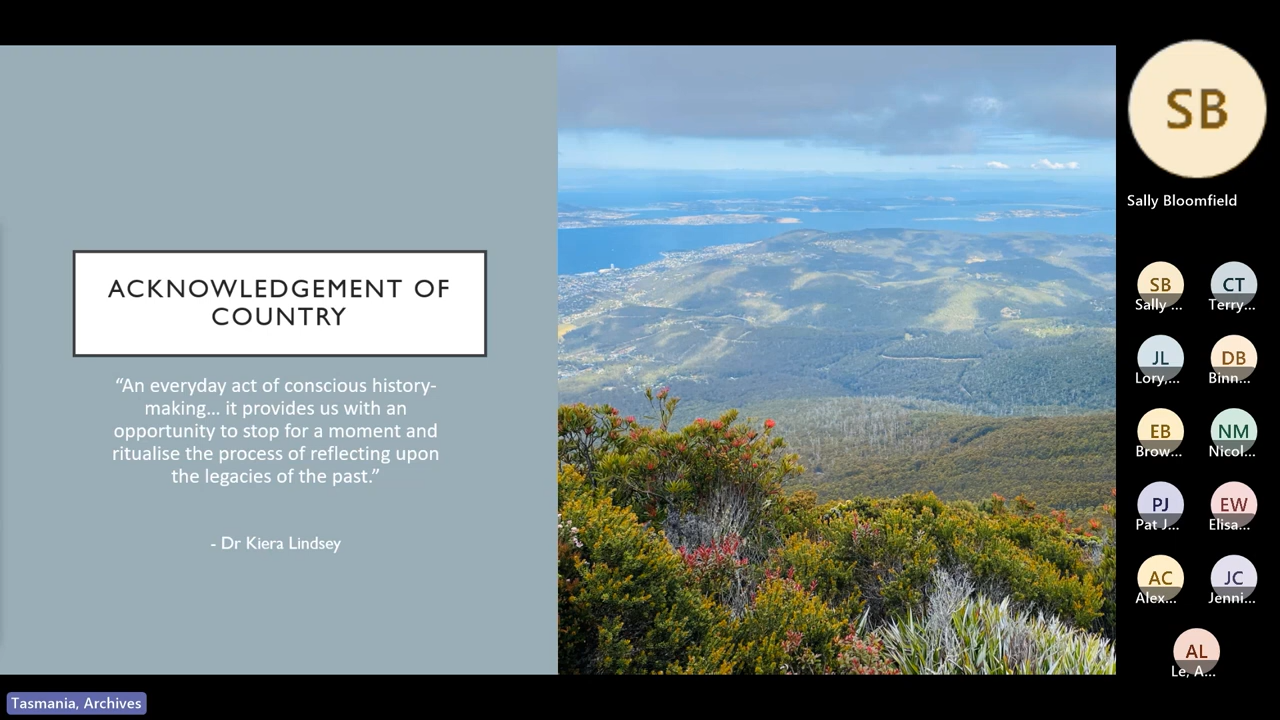 ACKNOWLEDGEMENT OF
COUNTRY
“An everyday act of conscious history-
making... it provides us with an
opportunity to stop for a moment and
ritualise the process of reflecting upon
the legacies of the past.”
- Dr Kiera Lindsey
SB
Sally Bloomfield
SB
Sally ...
CT
Terry...
JL
Lory,...
DB
Binn...
EB
Brow...
NM
Nicol...
PJ
Pat J...
EW
Elisa...
AC
Alex...
JC
Jenni...
AL
Le, A...
Tasmania, Archives